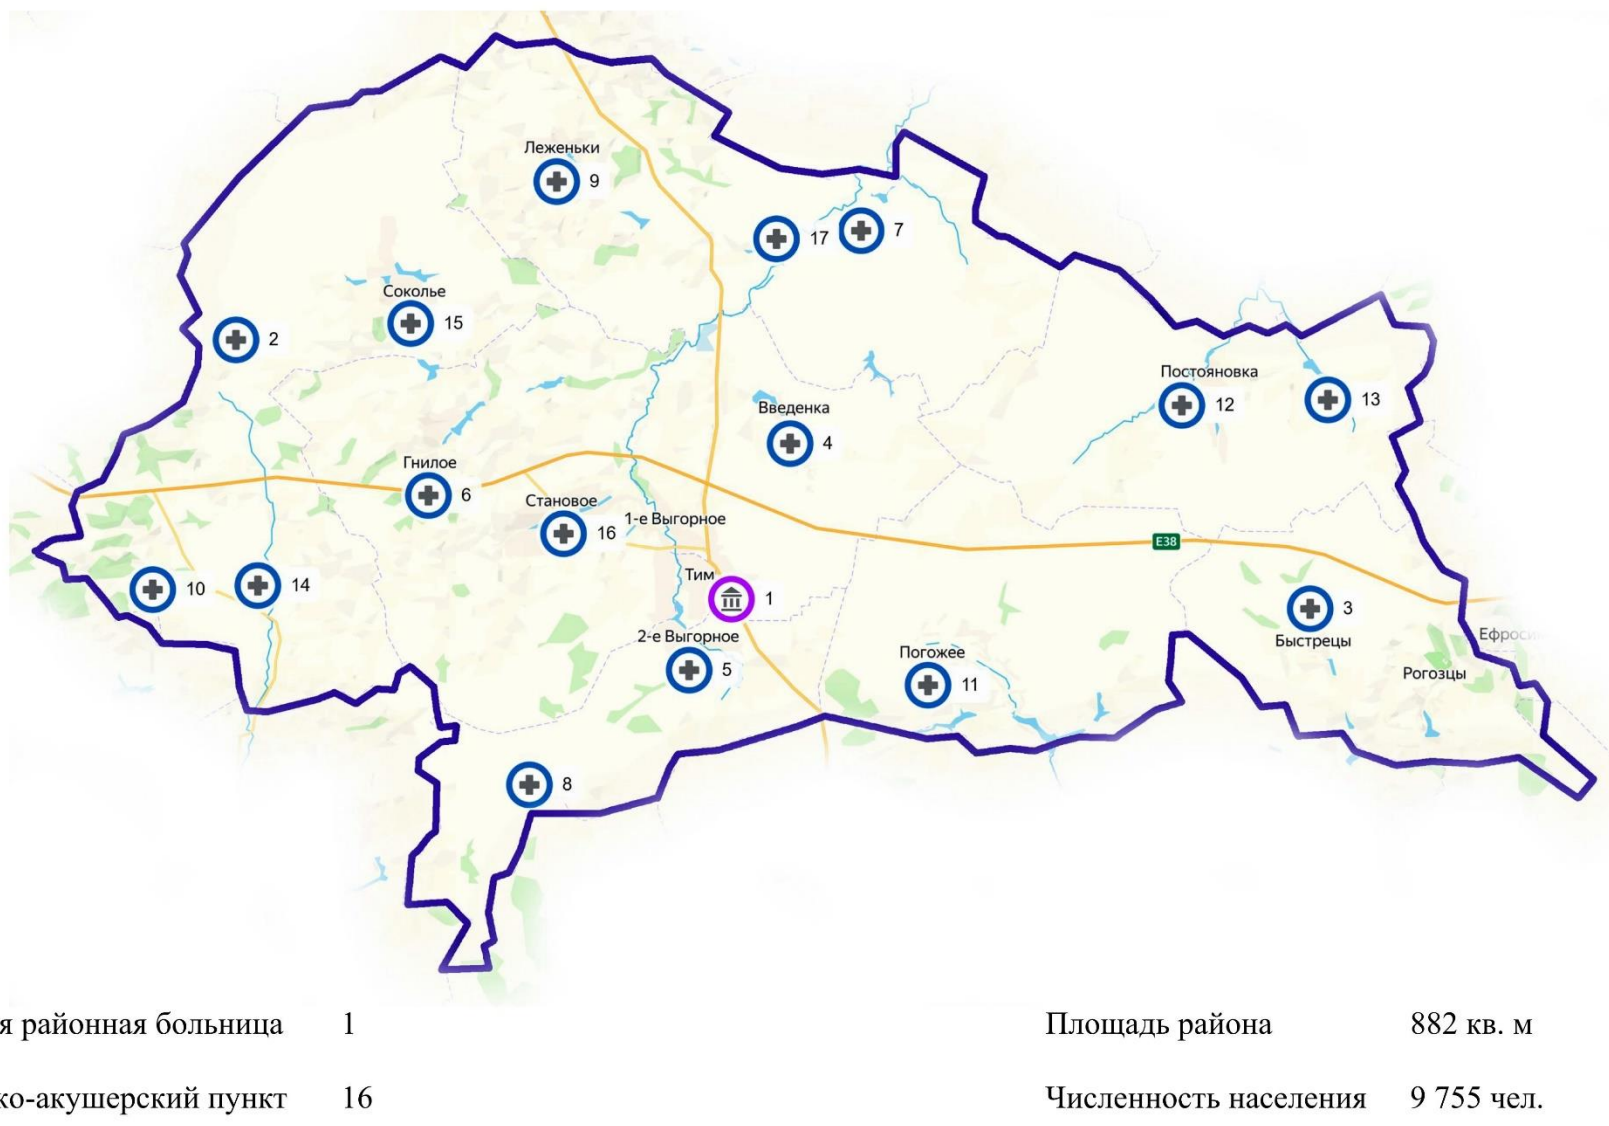 Леженьки
9
17
7
Соколье
15
2
Постояновка
12
13
Введенка
4
Гнилое
6
Становое
16
1-е Выгорное
E38
Тим
1
10
14
3
Быстрецы
2-е Выгорное
5
Погожее
11
Рогозцы
8
районная больница 1
Площадь района 882 кв. м
акушерский пункт 16
Численность населения 9 755 чел.